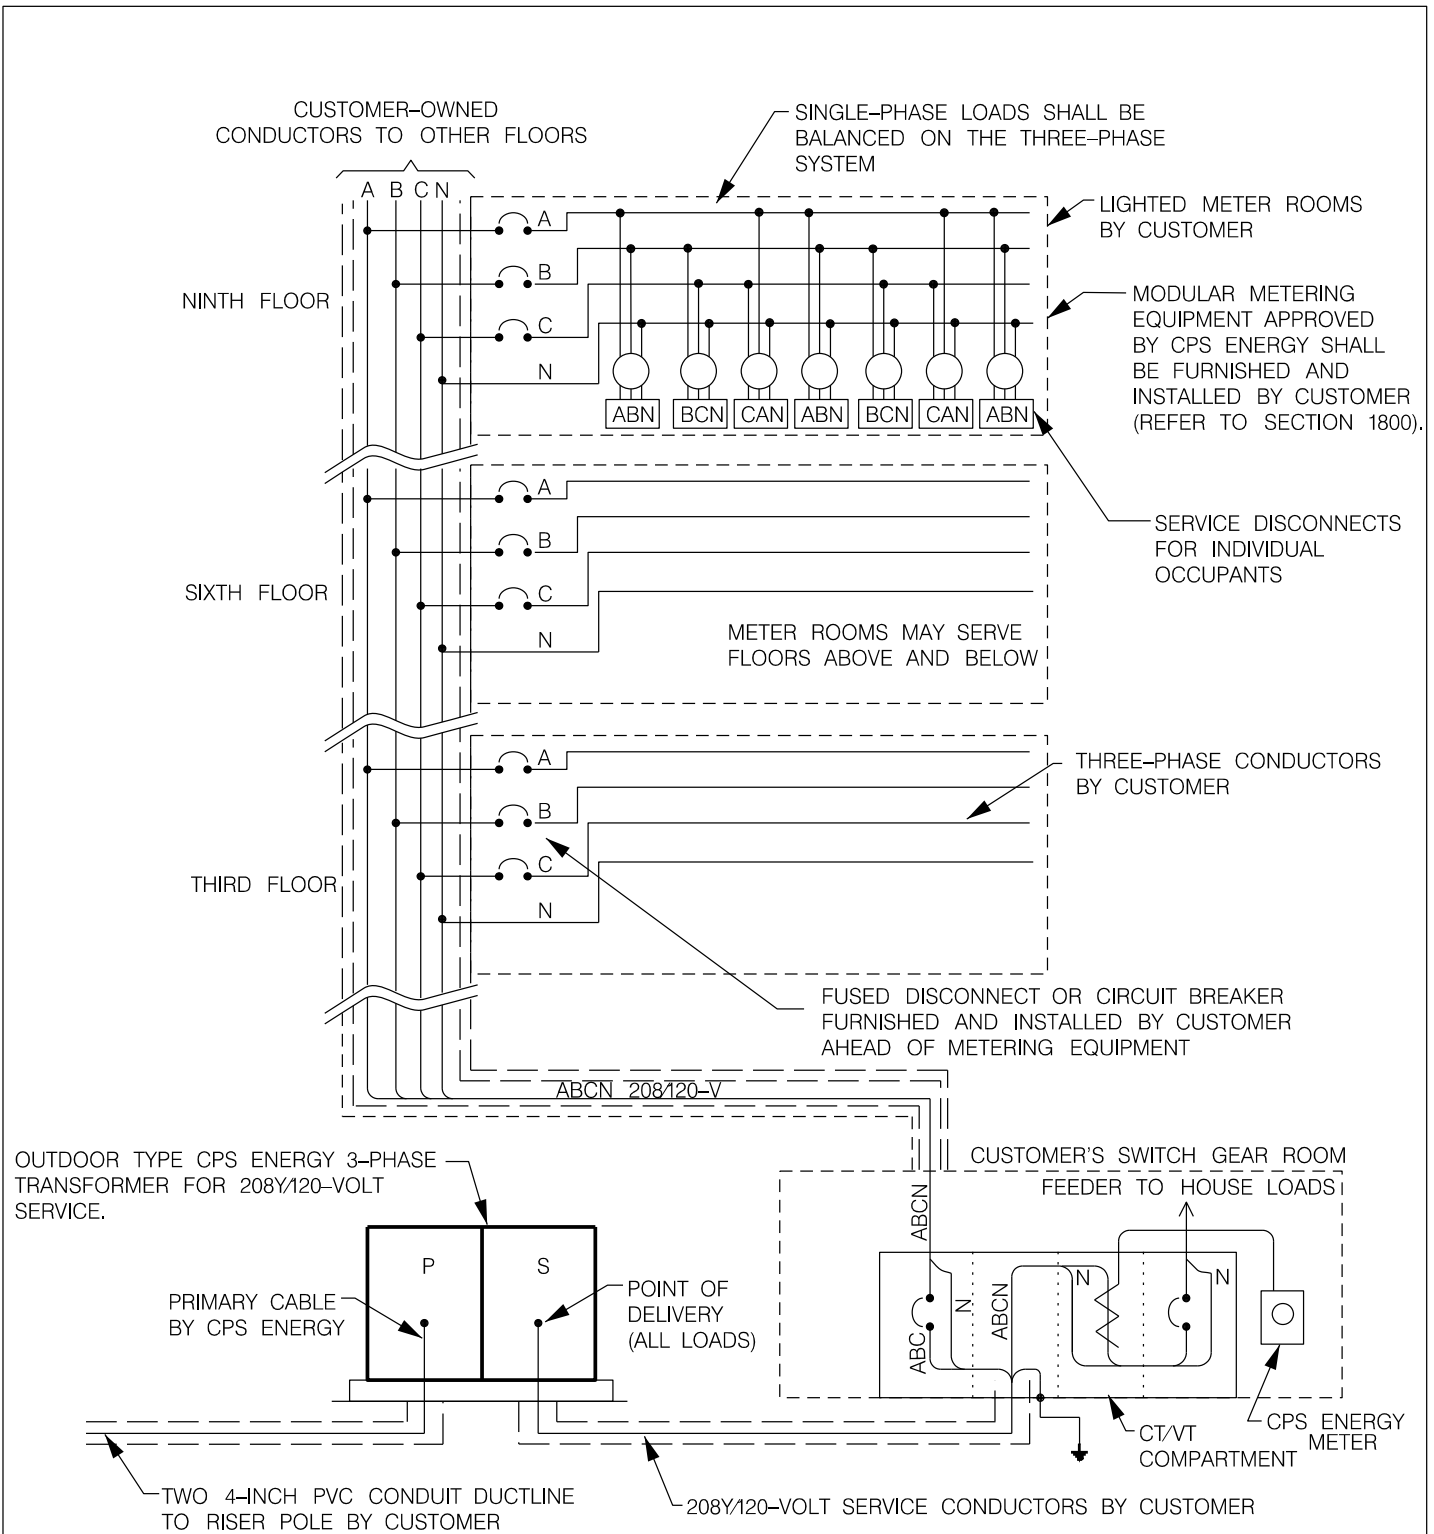 CUSTOMER–OWNED
CONDUCTORS TO OTHER FLOORS
SINGLE–PHASE LOADS SHALL BE
BALANCED ON THE THREE–PHASE
SYSTEM
A B C N
LIGHTED METER ROOMS
BY CUSTOMER
A
B
C
N
NINTH FLOOR
MODULAR METERING
EQUIPMENT APPROVED
BY CPS ENERGY SHALL
BE FURNISHED AND
INSTALLED BY CUSTOMER
(REFER TO SECTION 1800).
ABN BCN CAN ABN BCN CAN ABN
SERVICE DISCONNECTS
FOR INDIVIDUAL
OCCUPANTS
A
B
C
N
SIXTH FLOOR
METER ROOMS MAY SERVE
FLOORS ABOVE AND BELOW
A
B
C
N
THREE–PHASE CONDUCTORS
BY CUSTOMER
THIRD FLOOR
FUSED DISCONNECT OR CIRCUIT BREAKER
FURNISHED AND INSTALLED BY CUSTOMER
AHEAD OF METERING EQUIPMENT
ABCN 208/120–V
OUTDOOR TYPE CPS ENERGY 3–PHASE
TRANSFORMER FOR 208Y/120–VOLT
SERVICE.
CUSTOMER'S SWITCH GEAR ROOM
FEEDER TO HOUSE LOADS
ABCN
P
S
PRIMARY CABLE
BY CPS ENERGY
POINT OF
DELIVERY
(ALL LOADS)
ABC
N
ABCN
N
N
CT/VT
COMPARTMENT
CPS ENERGY
METER
TWO 4–INCH PVC CONDUIT DUCTLINE
TO RISER POLE BY CUSTOMER
208Y/120–VOLT SERVICE CONDUCTORS BY CUSTOMER